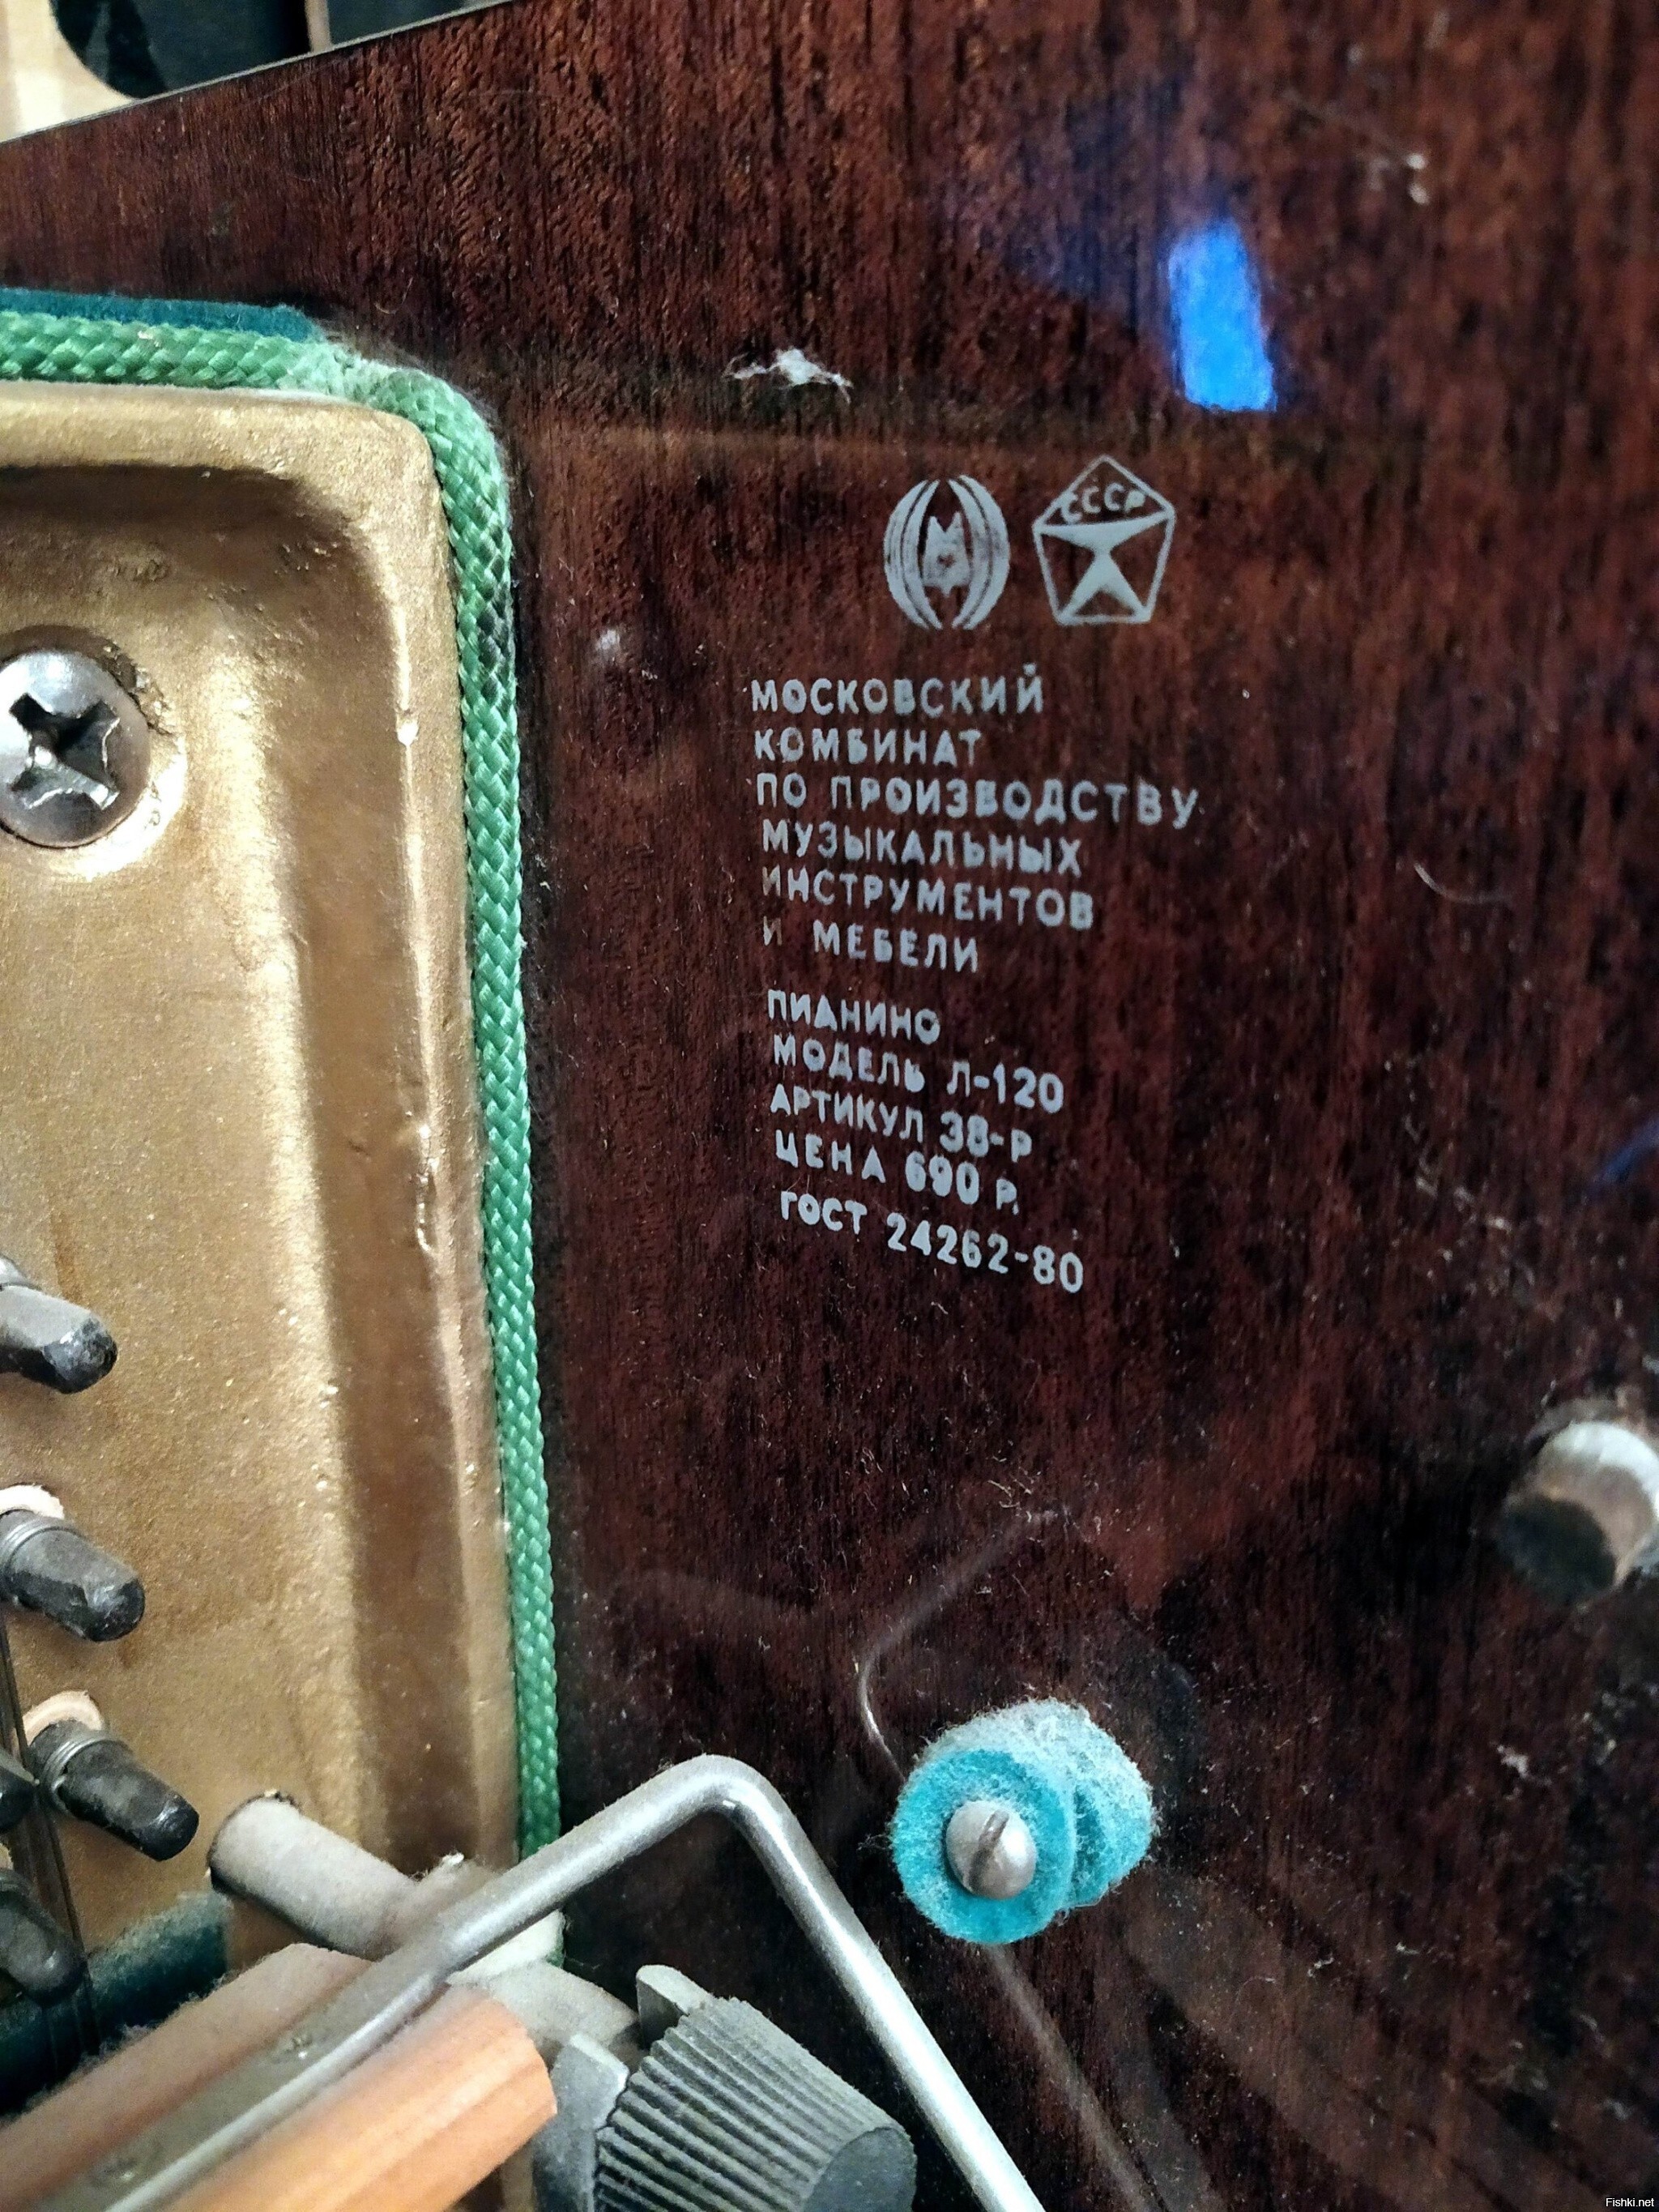 СССР
МОСКОВСКИЙ
КОМБИНАТ
ПО ПРОИЗВОДСТВУ
МУЗЫКАЛЬНЫХ
ИНСТРУМЕНТОВ
И МЕБЕЛИ
ПИАНИНО
МОДЕЛЬ Л-120
АРТИКУЛ 38-Р
ЦЕНА 690 Р.
ГОСТ 24262-80
Fishki.net